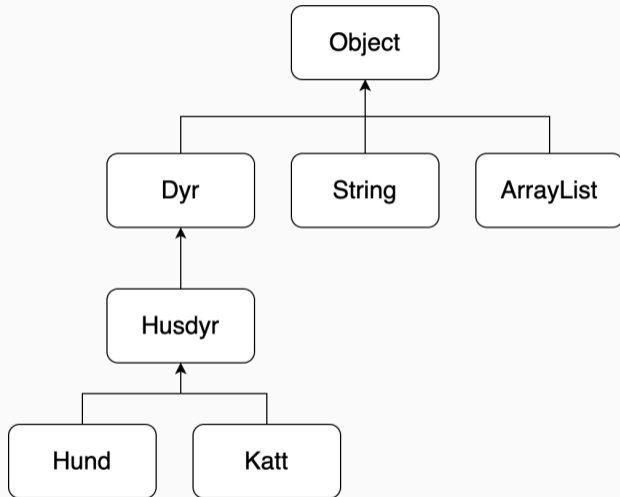 Object
Dyr
String
ArrayList
Husdyr
Hund
Katt